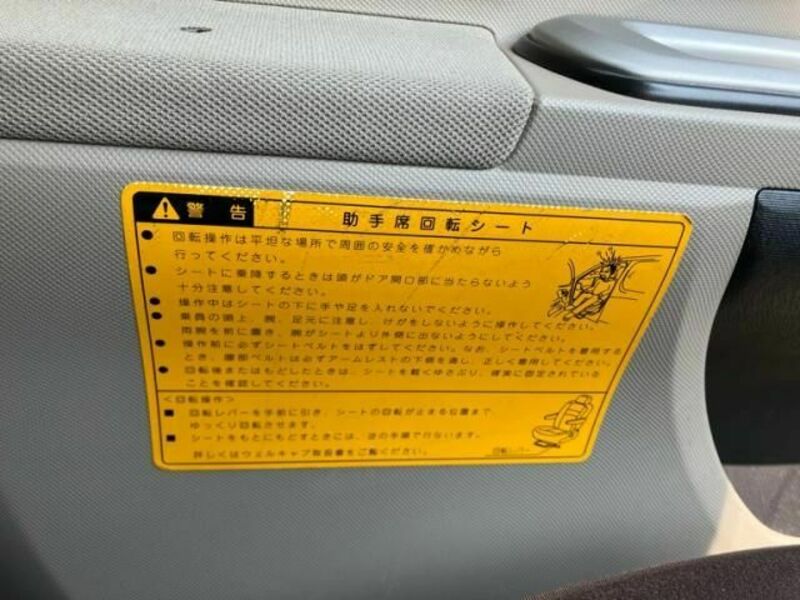 警告
助手席回転シート
● 回転操作は平坦な場所で周囲の安全を確かめながら
行ってください。
● シートに乗降するときは頭がドア開口部に当たらないよう
十分注意してください。
● 操作中はシートの下に手や足を入れないでください。
● 乗員の頭上、腕、足元に注意し、けがをしないように操作してください。
両腕を前に置き、腕がシートより外側に出ないようにしてください。
● 操作前に必ずシートベルトをはずしてください。なお、シートベルトを着用する
とき、腰部ベルトは必ずアームレストの下側を通し、正しく着用してください。
● 回転後またはもどしたときは、シートを軽くゆさぶり、確実に固定されている
ことを確認してください。
<回転操作>
■ 回転レバーを手前に引き、シートの回転が止まる位置まで、
ゆっくり回転させます。
■ シートをもとにもどすときには、逆の手順で行ないます。
詳しくはウェルキャブ取扱書をご覧ください。
回転レバー